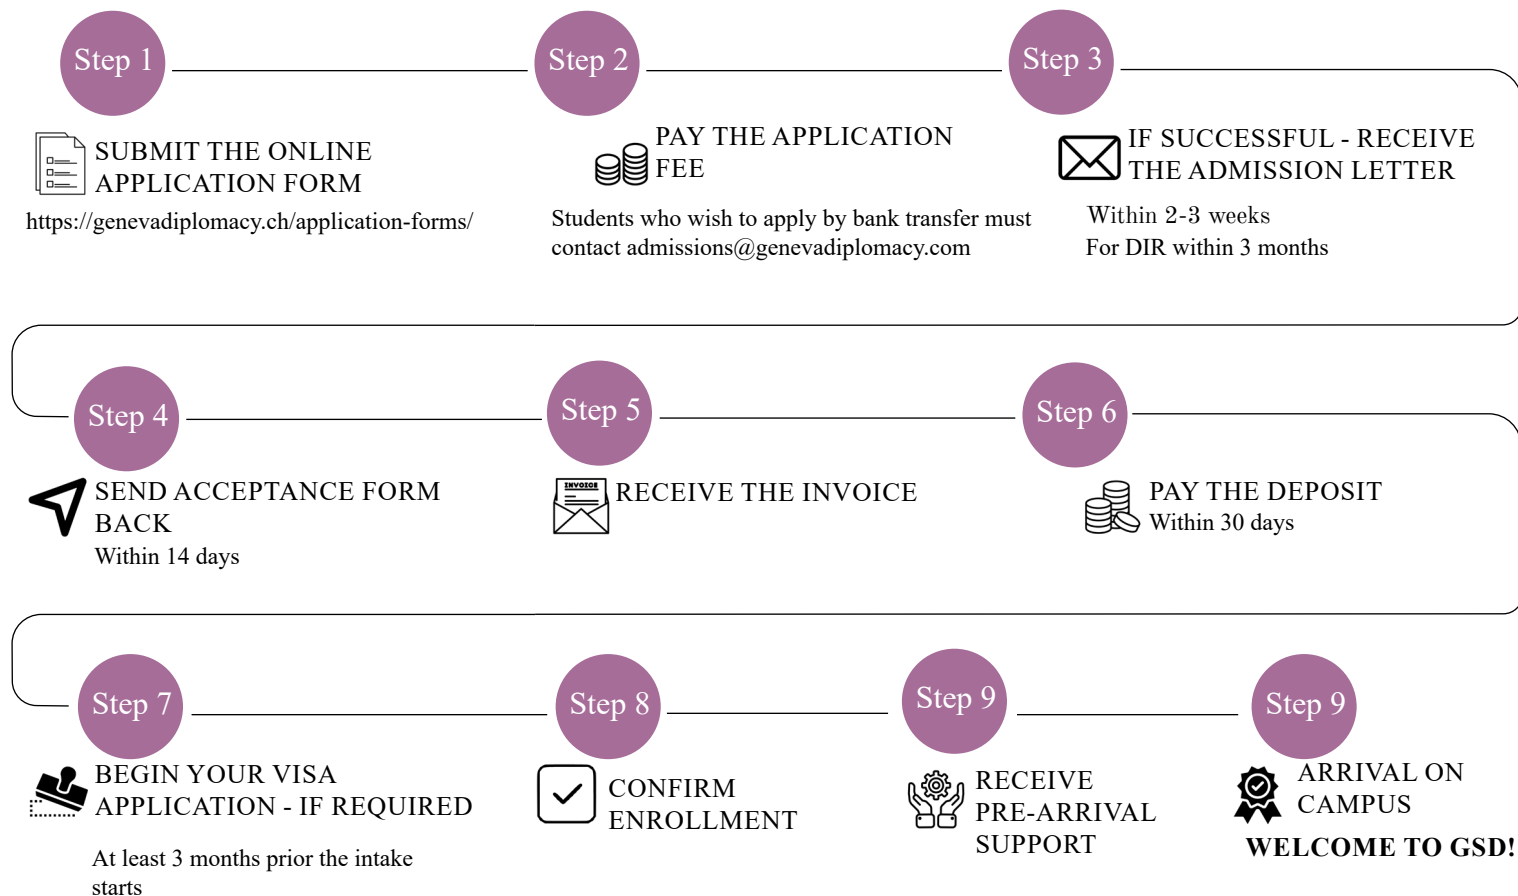 Step 1
SUBMIT THE ONLINE
APPLICATION FORM
https://genevadiplomacy.ch/application-forms/
Step 2
PAY THE APPLICATION
FEE
Students who wish to apply by bank transfer must
contact admissions@genevadiplomacy.com
Step 3
IF SUCCESSFUL - RECEIVE
THE ADMISSION LETTER
Within 2-3 weeks
For DIR within 3 months
Step 4
SEND ACCEPTANCE FORM
BACK
Within 14 days
Step 5
INVOICE
RECEIVE THE INVOICE
Step 6
PAY THE DEPOSIT
Within 30 days
Step 7
BEGIN YOUR VISA
APPLICATION - IF REQUIRED
At least 3 months prior the intake
starts
Step 8
CONFIRM
ENROLLMENT
Step 9
RECEIVE
PRE-ARRIVAL
SUPPORT
Step 9
ARRIVAL ON
CAMPUS
WELCOME TO GSD!